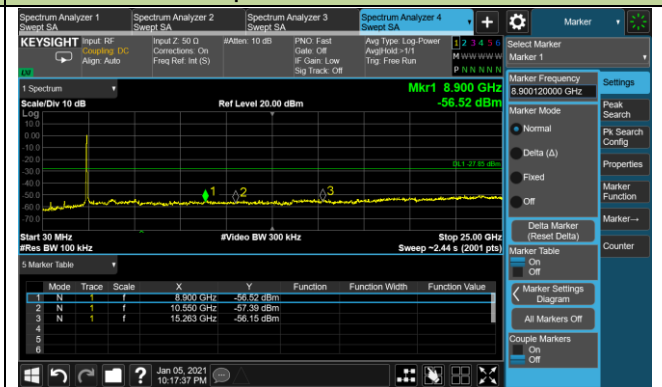 Spectrum Analyzer 1
Swept SA
Spectrum Analyzer 2
Swept SA
Spectrum Analyzer 3
Swept SA
Spectrum Analyzer 4
Swept SA
Marker
KEYSIGHT
Input: RF
Coupling: DC
Align: Auto
Input Z: 50 Ω
Corrections: On
Freq Ref: Int (S)
#Atten: 10 dB
PNO: Fast
Gate: Off
IF Gain: Low
Sig Track: Off
Avg Type: Log-Power
Avg|Hold:>1/1
Trig: Free Run
1 2 3 4 5 6
M W W W W W
P N N N N N
LXI
1 Spectrum
Mkr1 8.900 GHz
-56.52 dBm
Scale/Div 10 dB
Ref Level 20.00 dBm
Log
10.0
0.00
-10.0
-20.0
-30.0
-40.0
-50.0
-60.0
-70.0
DL1 -27.85 dBm
1
2
3
Start 30 MHz
#Video BW 300 kHz
Stop 25.00 GHz
#Res BW 100 kHz
Sweep ~2.44 s (2001 pts)
5 Marker Table
Mode Trace Scale X Y Function Function Width Function Value
1 N 1 f 8.900 GHz -56.52 dBm
2 N 1 f 10.550 GHz -57.39 dBm
3 N 1 f 15.263 GHz -56.15 dBm
4
5
6
Jan 05, 2021
10:17:37 PM
Select Marker
Marker 1
Marker Frequency
8.900120000 GHz
Marker Mode
Normal
Delta (Δ)
Fixed
Off
Delta Marker
(Reset Delta)
Marker Table
On
Off
Marker Settings
Diagram
All Markers Off
Couple Markers
On
Off
Settings
Peak
Search
Pk Search
Config
Properties
Marker
Function
Marker→
Counter